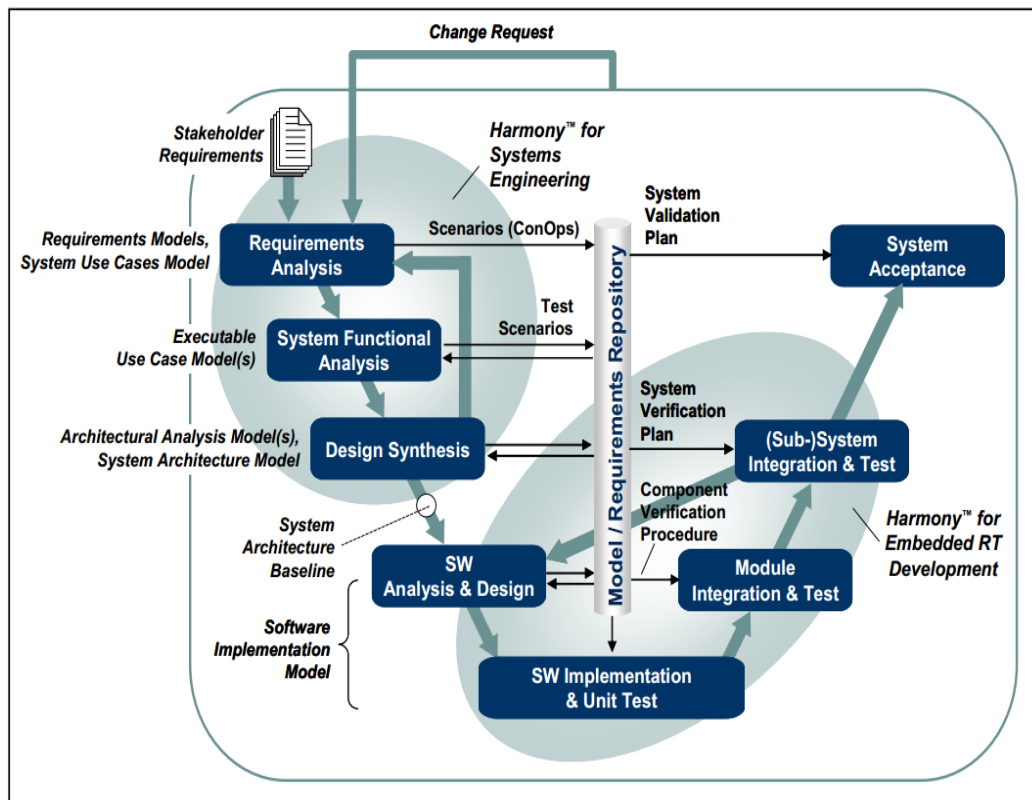 Change Request
Stakeholder
Requirements
Harmony™ for
Systems
Engineering
Requirements Models,
System Use Cases Model
Requirements
Analysis
Scenarios (ConOps)
System
Validation
Plan
System
Acceptance
Executable
Use Case Model(s)
System Functional
Analysis
Test
Scenarios
Model / Requirements Repository
Architectural Analysis Model(s),
System Architecture Model
Design Synthesis
System
Verification
Plan
(Sub-)System
Integration & Test
System
Architecture
Baseline
Component
Verification
Procedure
Harmony™ for
Embedded RT
Development
SW
Analysis & Design
Module
Integration & Test
Software
Implementation
Model
SW Implementation
& Unit Test